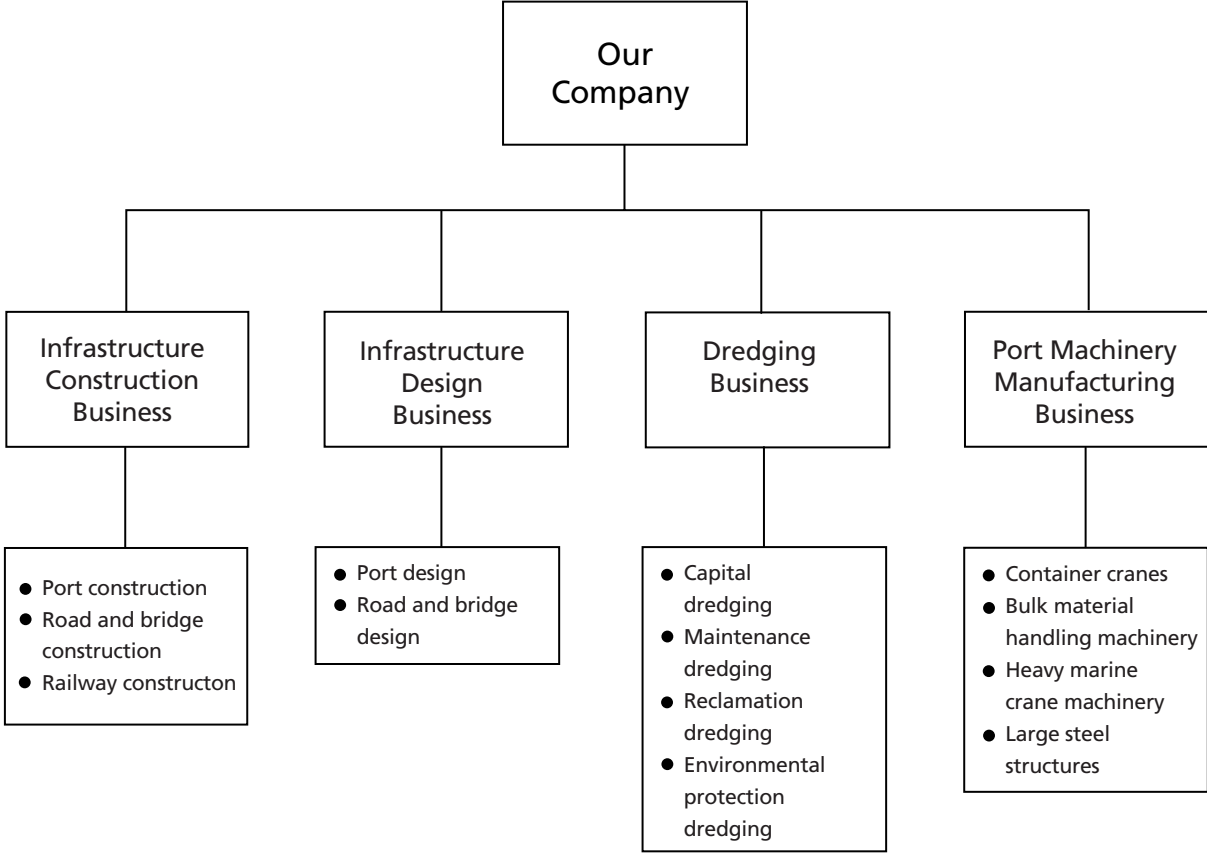 Our
Company
Infrastructure
Construction
Business
Infrastructure
Design
Business
Dredging
Business
Port Machinery
Manufacturing
Business
● Port construction
● Road and bridge
construction
● Railway constructon
● Port design
● Road and bridge
design
● Capital
dredging
● Maintenance
dredging
● Reclamation
dredging
● Environmental
protection
dredging
● Container cranes
● Bulk material
handling machinery
● Heavy marine
crane machinery
● Large steel
structures